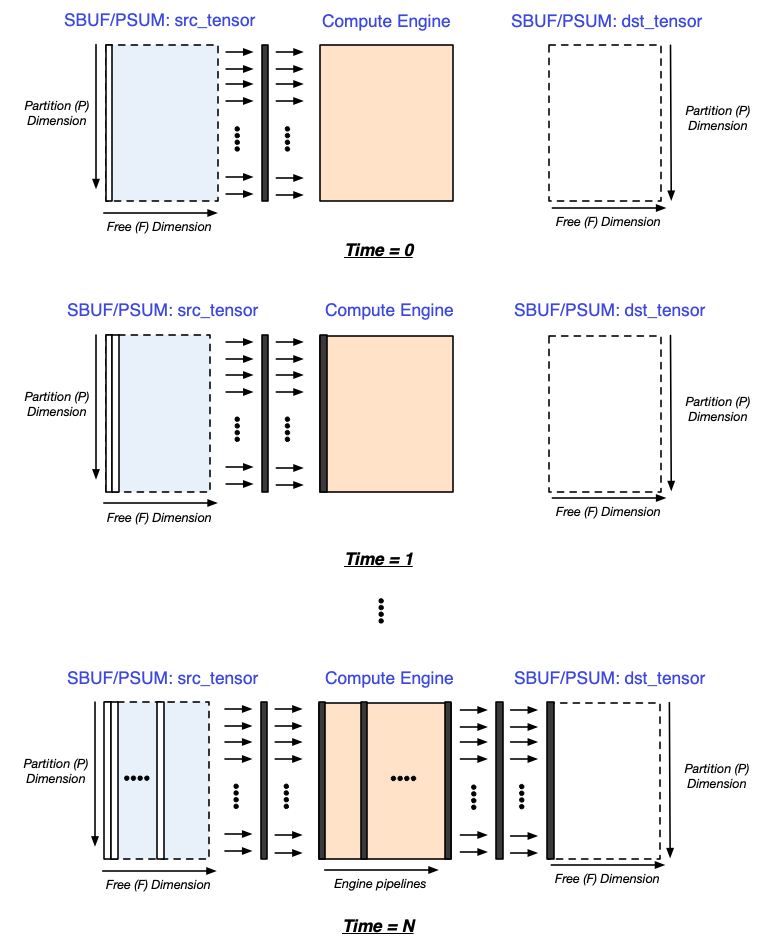 SBUF/PSUM: src_tensor
Compute Engine
SBUF/PSUM: dst_tensor
Partition (P)
Dimension
Partition (P)
Dimension
Free (F) Dimension
Free (F) Dimension
Time = 0
SBUF/PSUM: src_tensor
Compute Engine
SBUF/PSUM: dst_tensor
Partition (P)
Dimension
Partition (P)
Dimension
Free (F) Dimension
Free (F) Dimension
Time = 1
SBUF/PSUM: src_tensor
Compute Engine
SBUF/PSUM: dst_tensor
Partition (P)
Dimension
Partition (P)
Dimension
Free (F) Dimension
Engine pipelines
Free (F) Dimension
Time = N